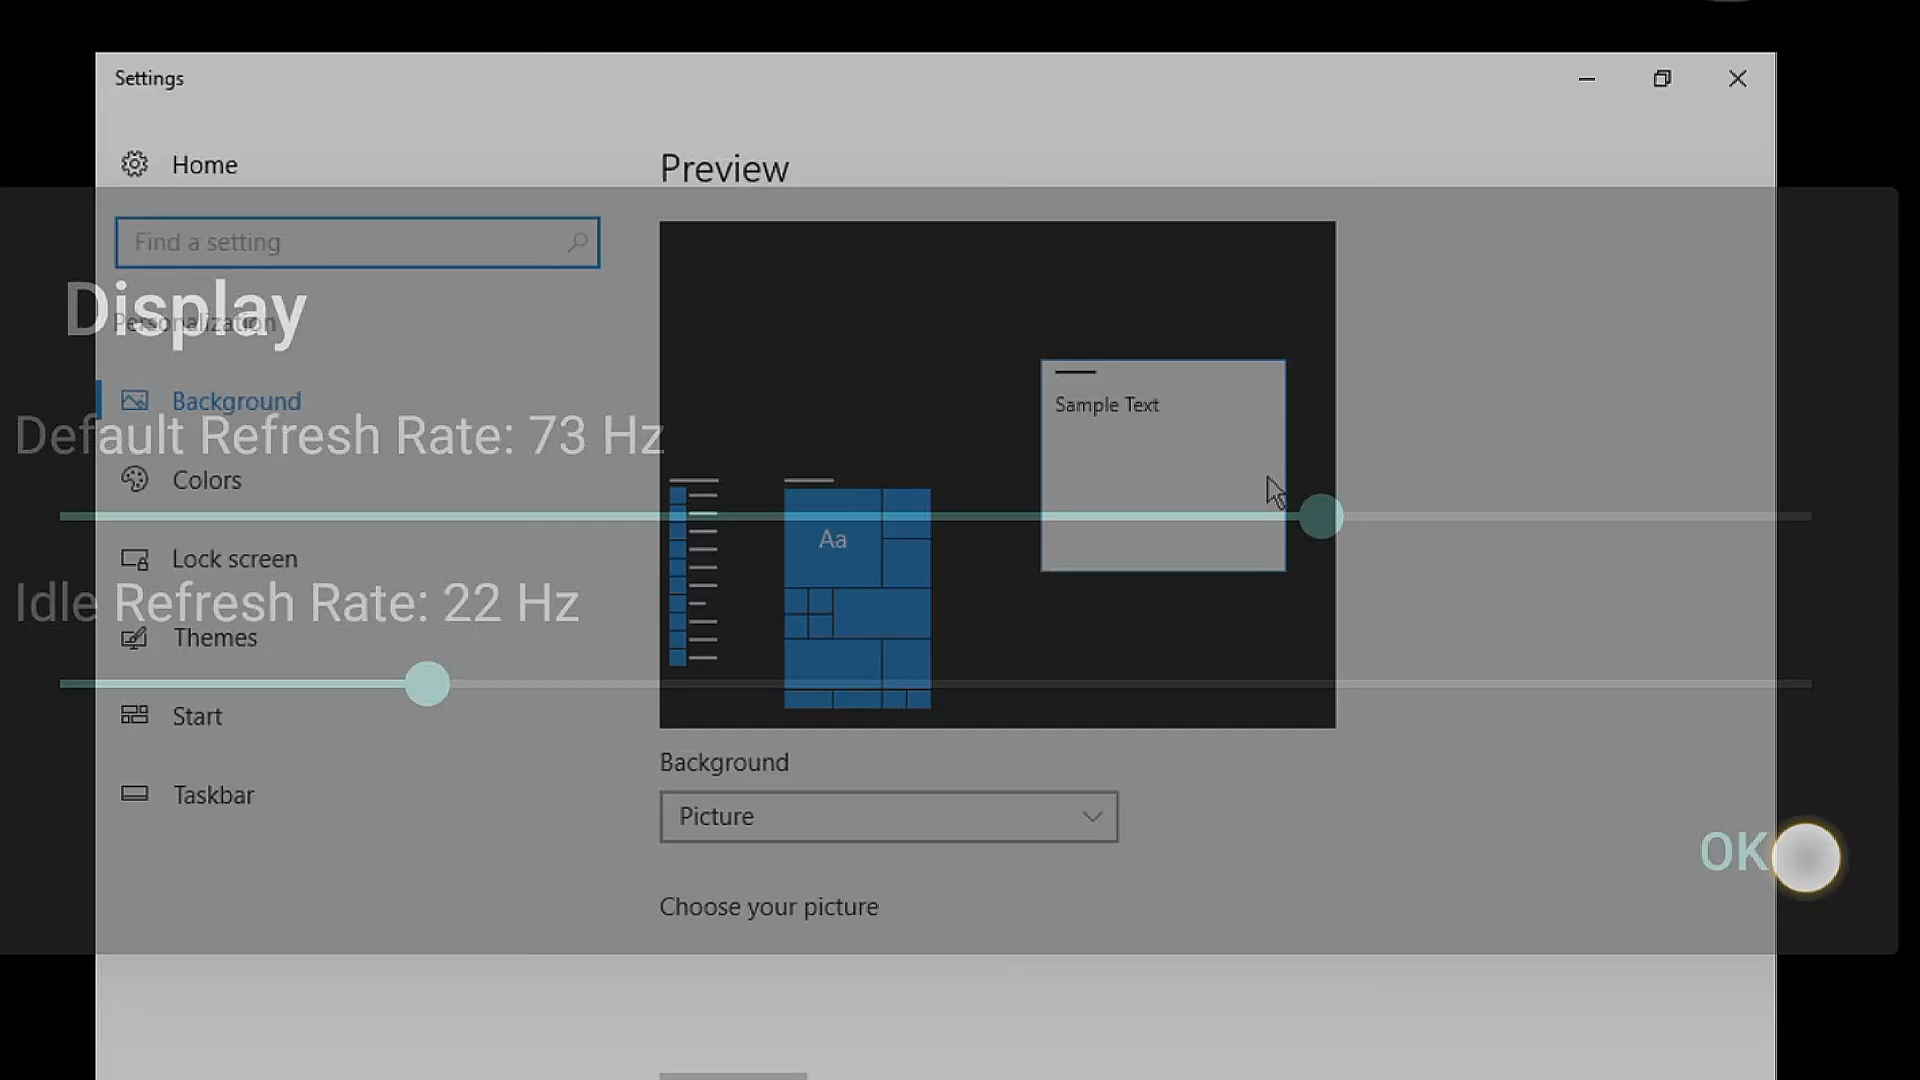 Settings
Home
Preview
Find a setting
Display
Personalization
Background
Default Refresh Rate: 73 Hz
Sample Text
Colors
Aa
Lock screen
Idle Refresh Rate: 22 Hz
Themes
Start
Background
Taskbar
Picture
OK
Choose your picture